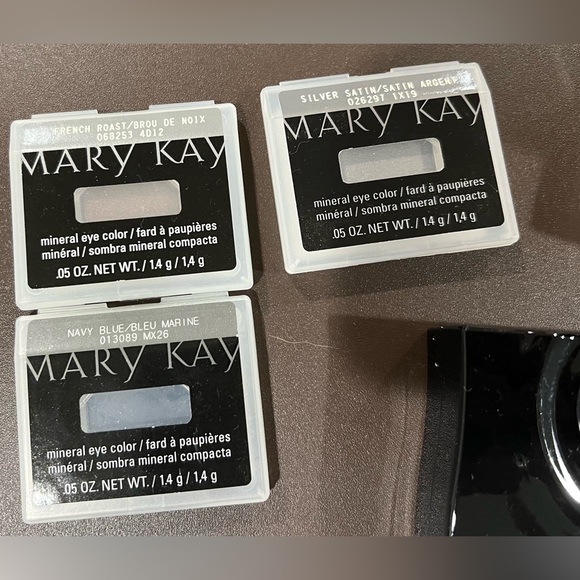 FRENCH ROAST/BROU DE NOIX
068253 4D12
MARY KAY
mineral eye color / fard à paupières
minéral / sombra mineral compacta
.05 OZ. NET WT. / 1.4 g / 1,4 g
SILVER SATIN/SATIN ARGENT
026297 1X19
MARY KAY
mineral eye color / fard à paupières
minéral / sombra mineral compacta
.05 OZ. NET WT. / 1.4 g / 1,4 g
NAVY BLUE/BLEU MARINE
013089 MX26
MARY KAY
mineral eye color / fard à paupières
minéral / sombra mineral compacta
.05 OZ. NET WT. / 1.4 g / 1,4 g